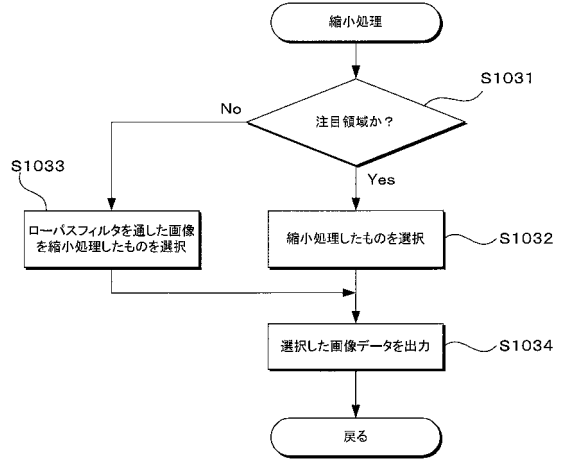 縮小処理
S1031
注目領域か？
No
Yes
S1033
ローパスフィルタを通した画像
を縮小処理したものを選択
縮小処理したものを選択
S1032
選択した画像データを出力
S1034
戻る